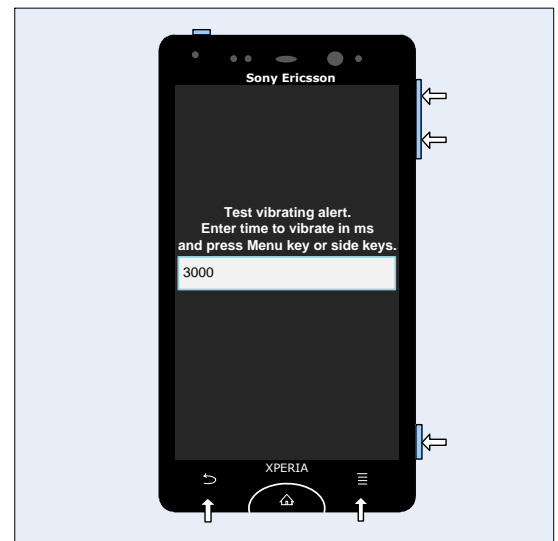 Sony Ericsson
Test vibrating alert.
Enter time to vibrate in ms
and press Menu key or side keys.
3000
XPERIA